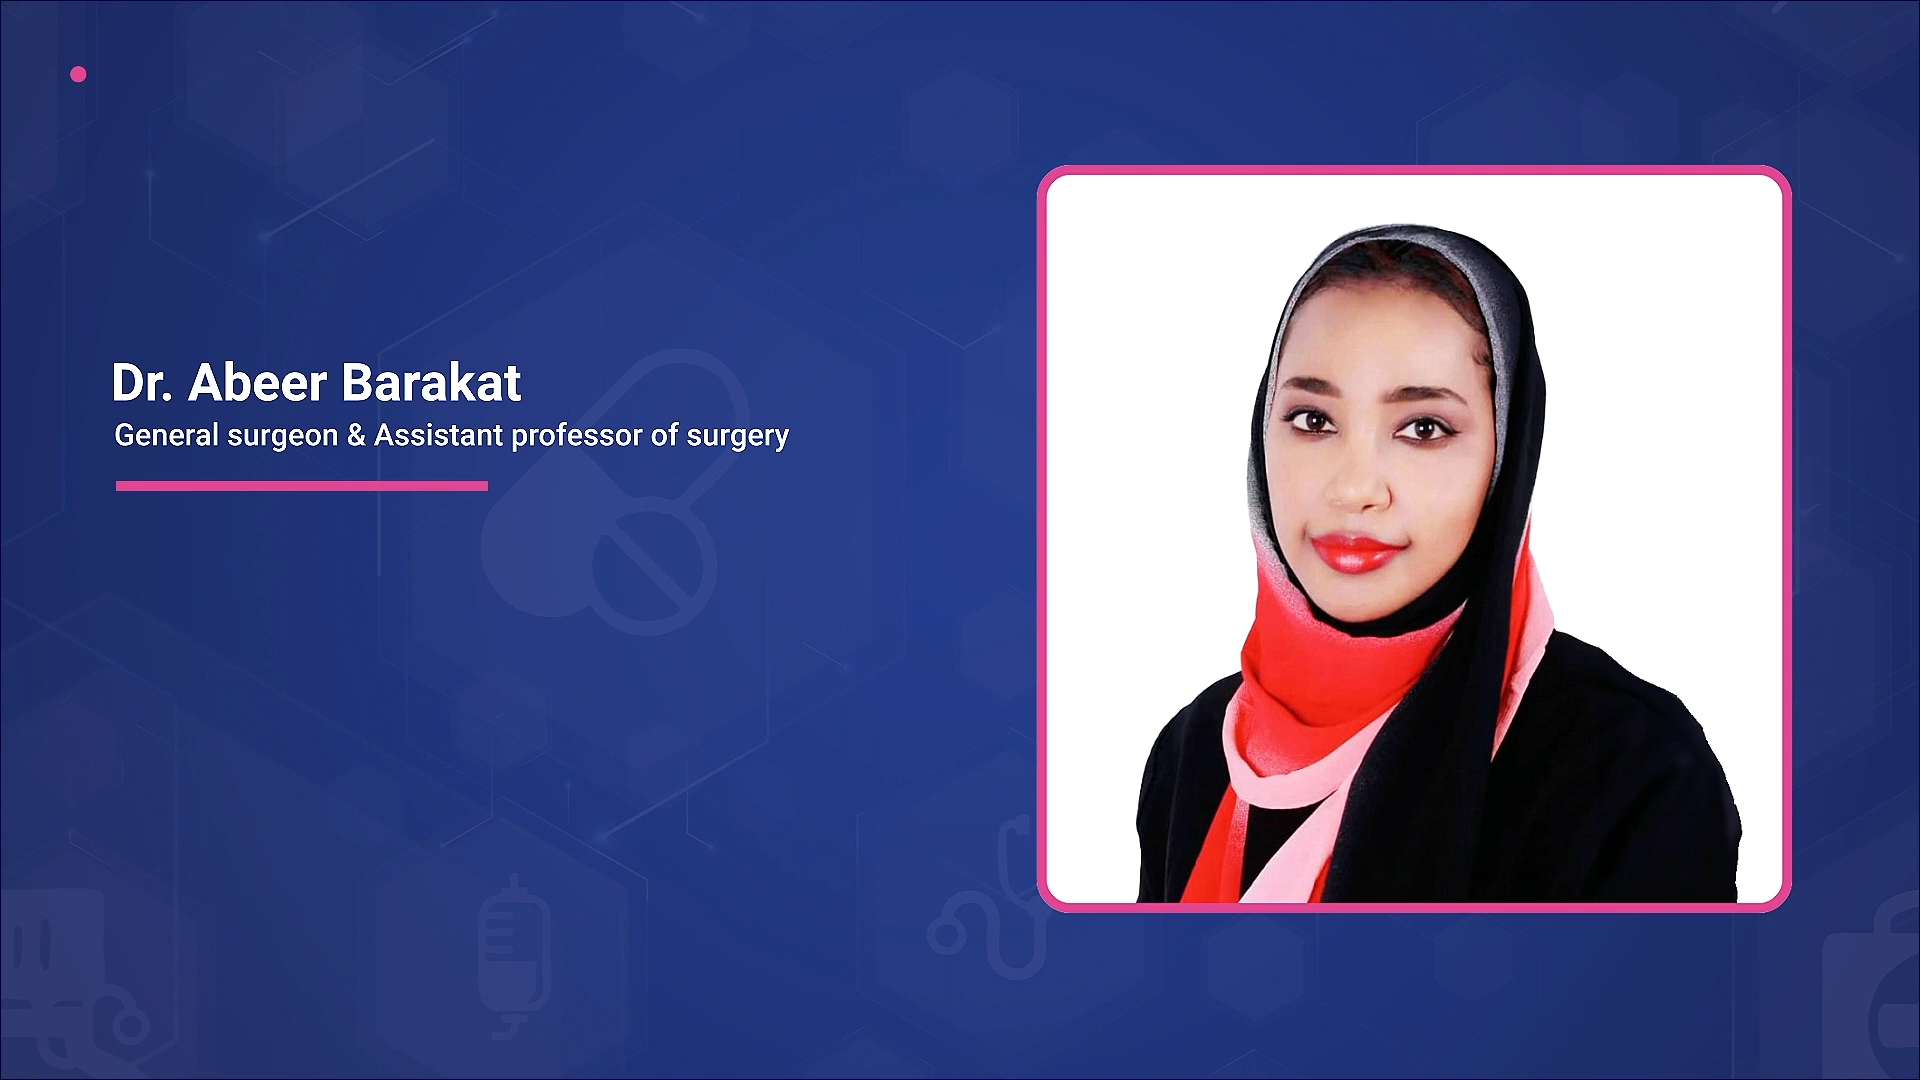 Dr. Abeer Barakat
General surgeon & Assistant professor of surgery